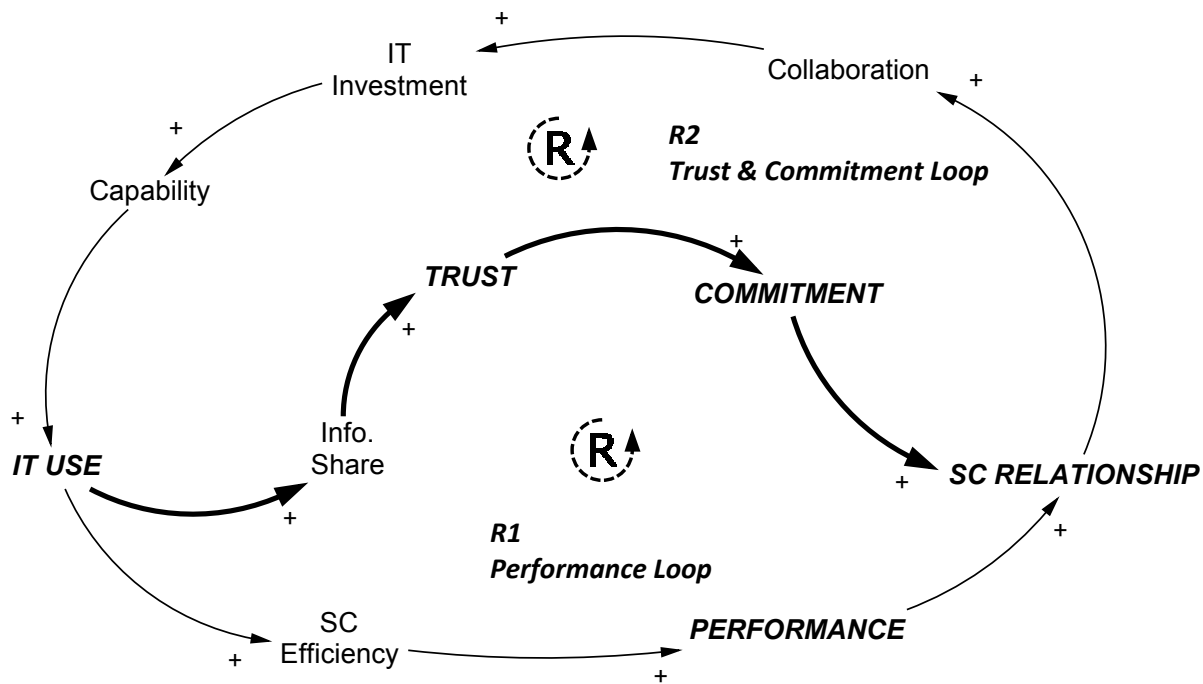 +
IT
Investment
Collaboration
+
+
R
R2
Trust & Commitment Loop
Capability
TRUST
+
COMMITMENT
+
+
Info.
Share
R
IT USE
SC RELATIONSHIP
+
+
R1
Performance Loop
+
SC
Efficiency
PERFORMANCE
+
+